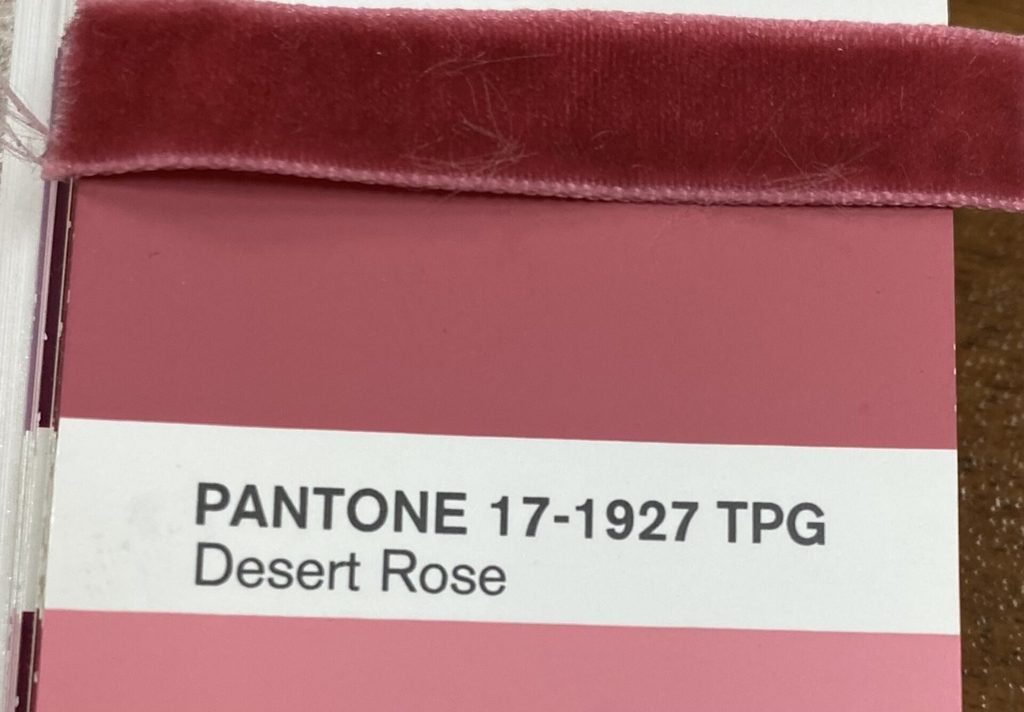 PANTONE 17-1927 TPG
Desert Rose